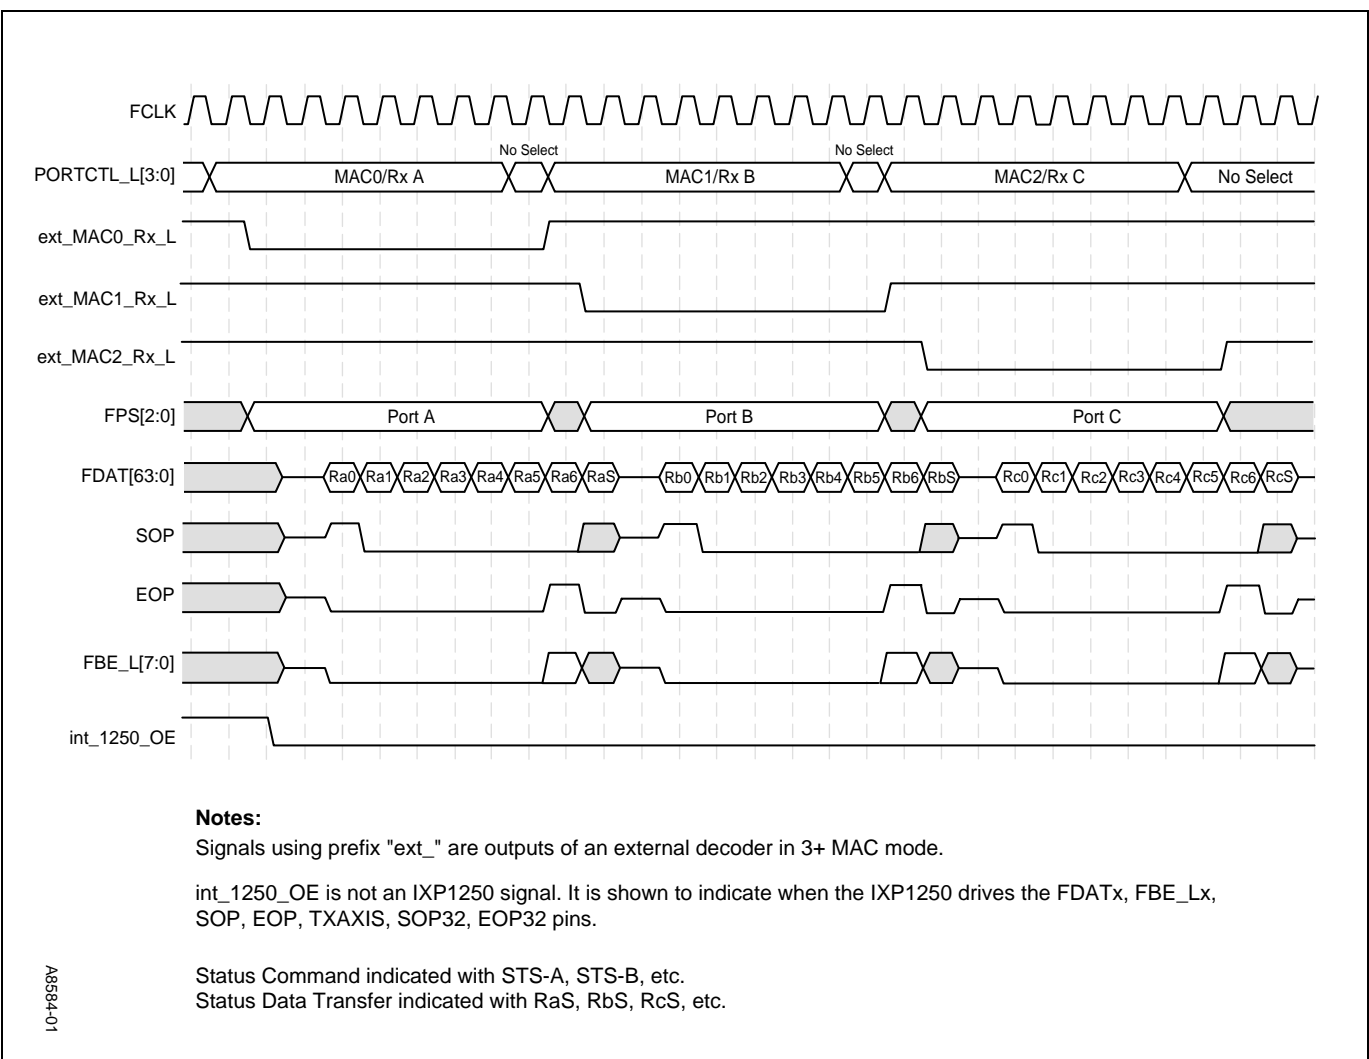 FCLK
No Select No Select
PORTCTL_L[3:0] MAC0/Rx A MAC1/Rx B MAC2/Rx C No Select
ext_MAC0_Rx_L
ext_MAC1_Rx_L
ext_MAC2_Rx_L
FPS[2:0] Port A Port B Port C
FDAT[63:0] Ra0 Ra1 Ra2 Ra3 Ra4 Ra5 Ra6 RaS Rb0 Rb1 Rb2 Rb3 Rb4 Rb5 Rb6 RbS Rc0 Rc1 Rc2 Rc3 Rc4 Rc5 Rc6 RcS
SOP
EOP
FBE_L[7:0]
int_1250_OE
Notes:
Signals using prefix "ext_" are outputs of an external decoder in 3+ MAC mode.
int_1250_OE is not an IXP1250 signal. It is shown to indicate when the IXP1250 drives the FDATx, FBE_Lx,
SOP, EOP, TXAXIS, SOP32, EOP32 pins.
Status Command indicated with STS-A, STS-B, etc.
Status Data Transfer indicated with RaS, RbS, RcS, etc.
A8584-01